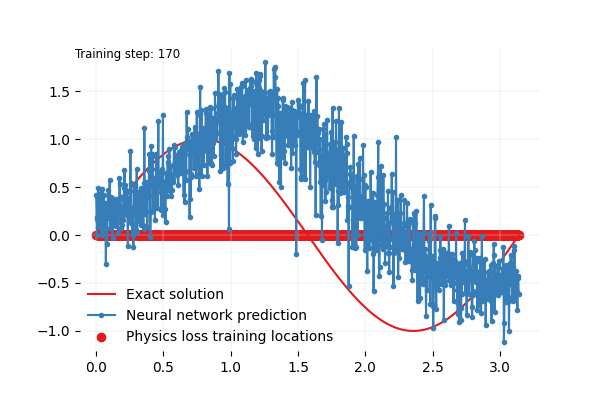 Training step: 170
1.5
1.0
0.5
0.0
−0.5
−1.0
Exact solution
Neural network prediction
Physics loss training locations
0.0 0.5 1.0 1.5 2.0 2.5 3.0